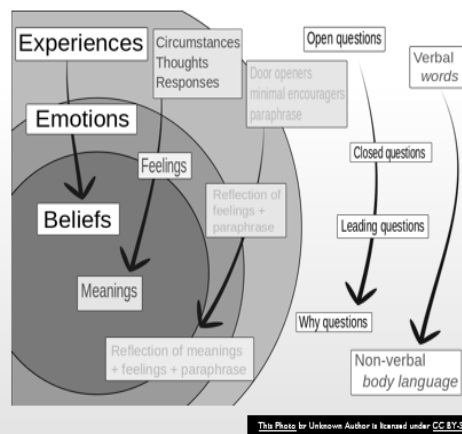 Experiences
Emotions
Beliefs
Circumstances
Thoughts
Responses
Feelings
Meanings
Door openers
minimal encouragers
paraphrase
Reflection of
feelings +
paraphrase
Reflection of meanings
+ feelings + paraphrase
Open questions
Closed questions
Leading questions
Why questions
Verbal
words
Non-verbal
body language
This Photo by Unknown Author is licensed under CC BY-S